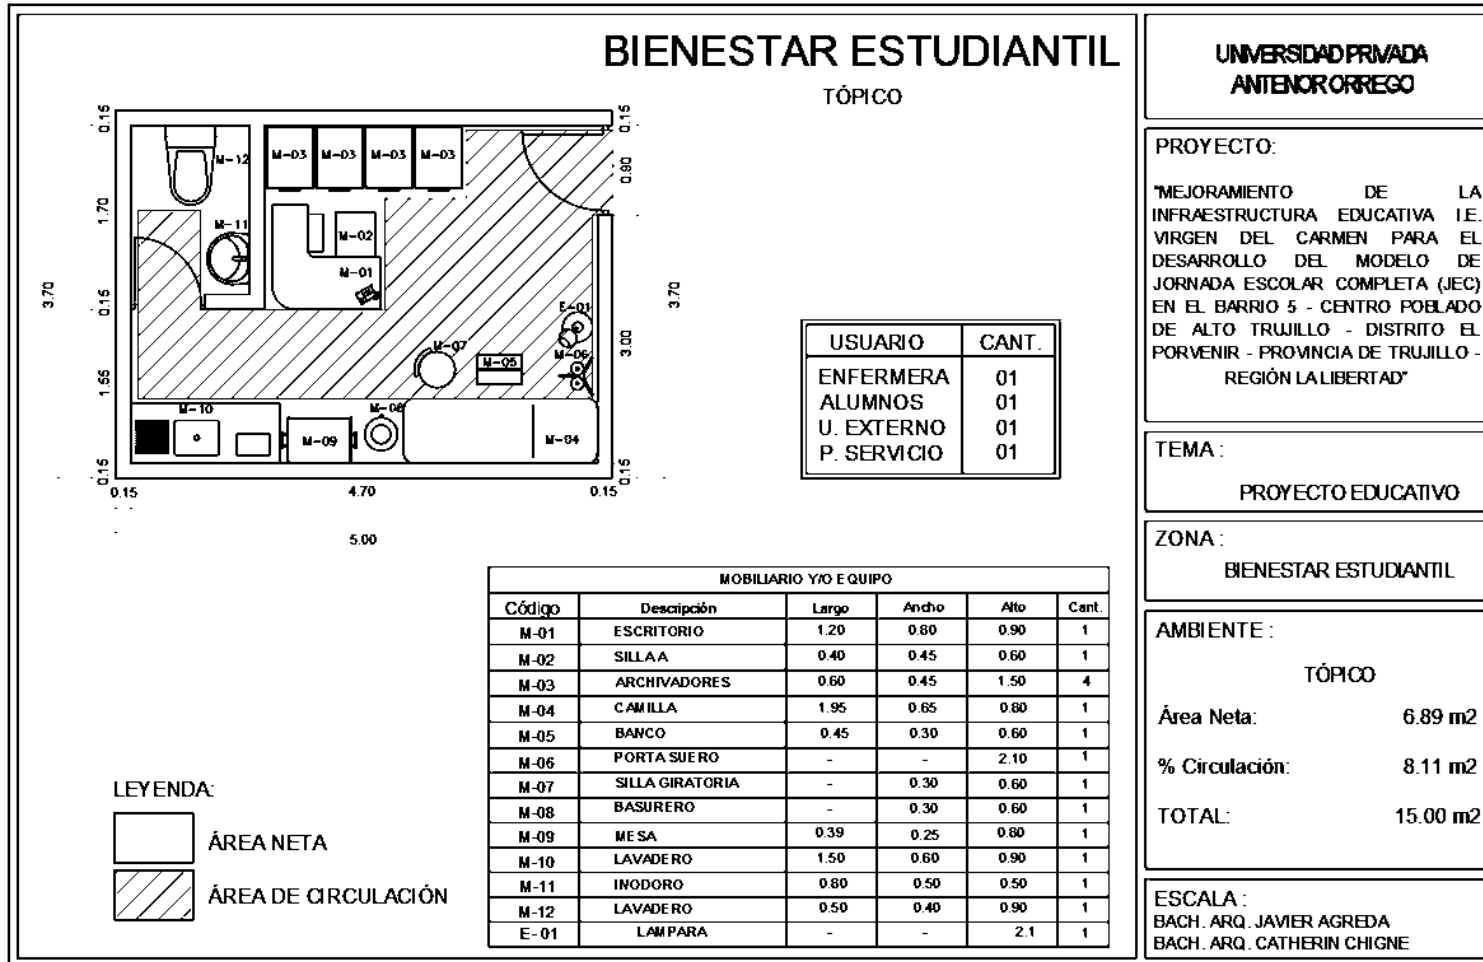 BIENESTAR ESTUDIANTIL
TÓPICO
0.15
0.15
0.90
1.70
3.70
0.15
3.70
3.00
1.65
0.15
0.15
0.15
4.70
0.15
5.00
M-12
M-03
M-03
M-03
M-03
M-11
M-02
M-01
E-01
M-07
M-05
M-06
M-10
M-08
M-09
M-04
USUARIO CANT.
ENFERMERA 01
ALUMNOS 01
U. EXTERNO 01
P. SERVICIO 01
MOBILIARIO Y/O EQUIPO
Código Descripción Largo Ancho Alto Cant.
M-01 ESCRITORIO 1.20 0.80 0.90 1
M-02 SILLA A 0.40 0.45 0.60 1
M-03 ARCHIVADORES 0.60 0.45 1.50 4
M-04 CAMILLA 1.95 0.65 0.80 1
M-05 BANCO 0.45 0.30 0.60 1
M-06 PORTA SUERO - - 2.10 1
M-07 SILLA GIRATORIA - 0.30 0.60 1
M-08 BASURERO - 0.30 0.60 1
M-09 MESA 0.39 0.25 0.80 1
M-10 LAVADERO 1.50 0.60 0.90 1
M-11 INODORO 0.80 0.50 0.50 1
M-12 LAVADERO 0.50 0.40 0.90 1
E-01 LAMPARA - - 2.1 1
LEYENDA:
ÁREA NETA
ÁREA DE CIRCULACIÓN
UNIVERSIDAD PRIVADA
ANTENOR ORREGO
PROYECTO:
"MEJORAMIENTO DE LA
INFRAESTRUCTURA EDUCATIVA I.E.
VIRGEN DEL CARMEN PARA EL
DESARROLLO DEL MODELO DE
JORNADA ESCOLAR COMPLETA (JEC)
EN EL BARRIO 5 - CENTRO POBLADO
DE ALTO TRUJILLO - DISTRITO EL
PORVENIR - PROVINCIA DE TRUJILLO -
REGIÓN LA LIBERTAD"
TEMA :
PROYECTO EDUCATIVO
ZONA :
BIENESTAR ESTUDIANTIL
AMBIENTE :
TÓPICO
Área Neta: 6.89 m2
% Circulación: 8.11 m2
TOTAL: 15.00 m2
ESCALA :
BACH. ARQ. JAVIER AGREDA
BACH. ARQ. CATHERIN CHIGNE